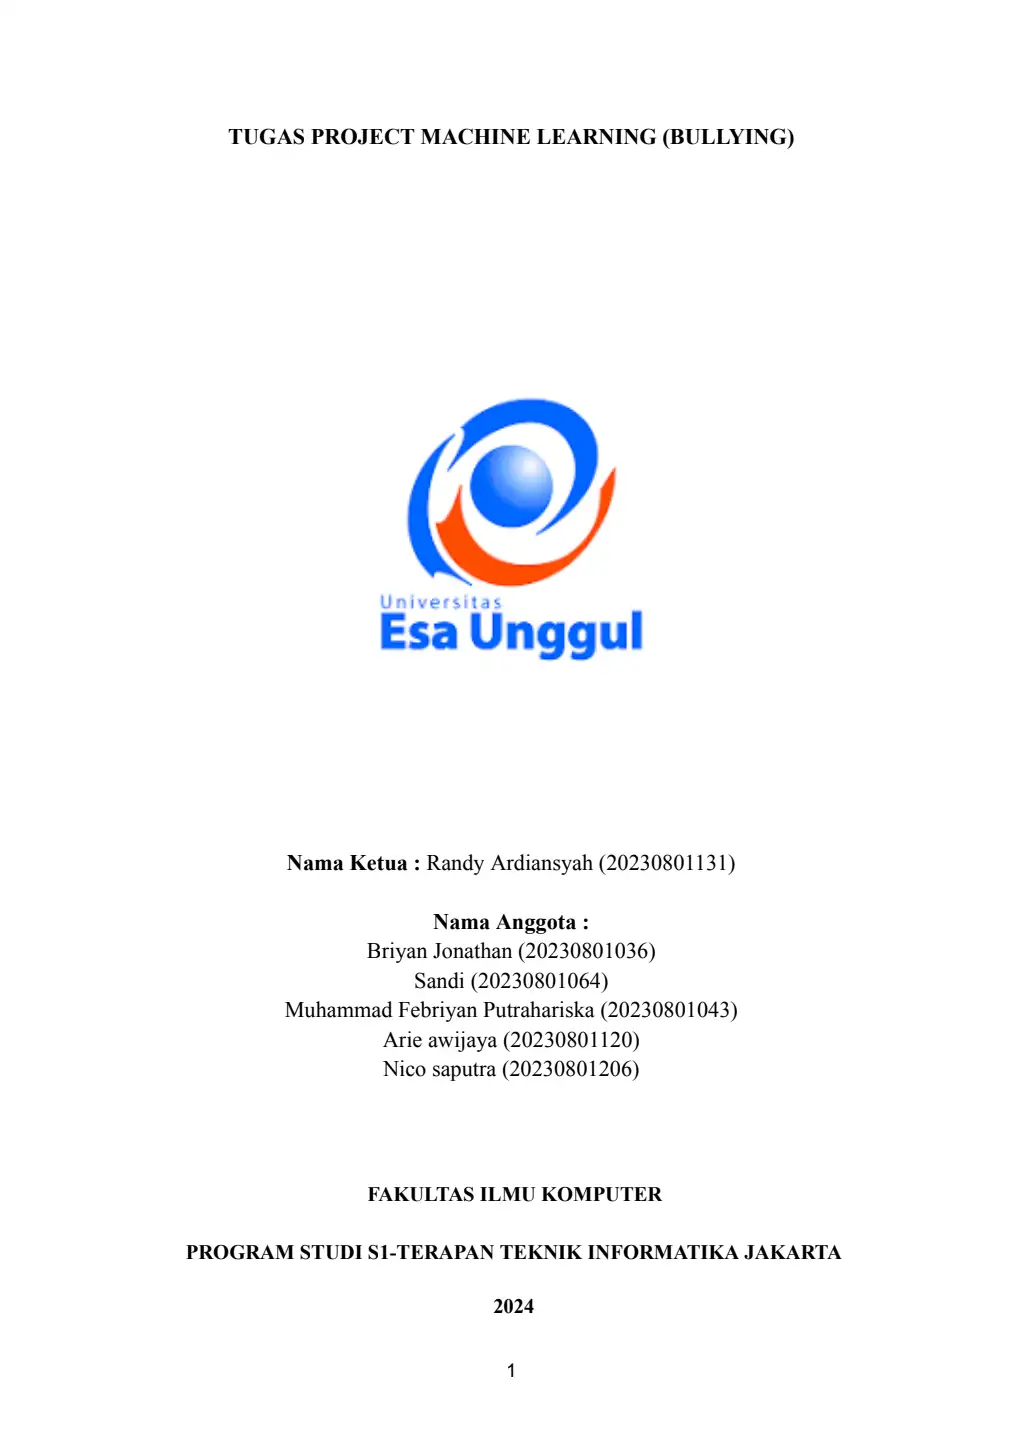 TUGAS PROJECT MACHINE LEARNING (BULLYING)
Universitas
Esa Unggul
Nama Ketua : Randy Ardiansyah (20230801131)
Nama Anggota :
Briyan Jonathan (20230801036)
Sandi (20230801064)
Muhammad Febriyan Putrahariska (20230801043)
Arie awijaya (20230801120)
Nico saputra (20230801206)
FAKULTAS ILMU KOMPUTER
PROGRAM STUDI S1-TERAPAN TEKNIK INFORMATIKA JAKARTA
2024
1